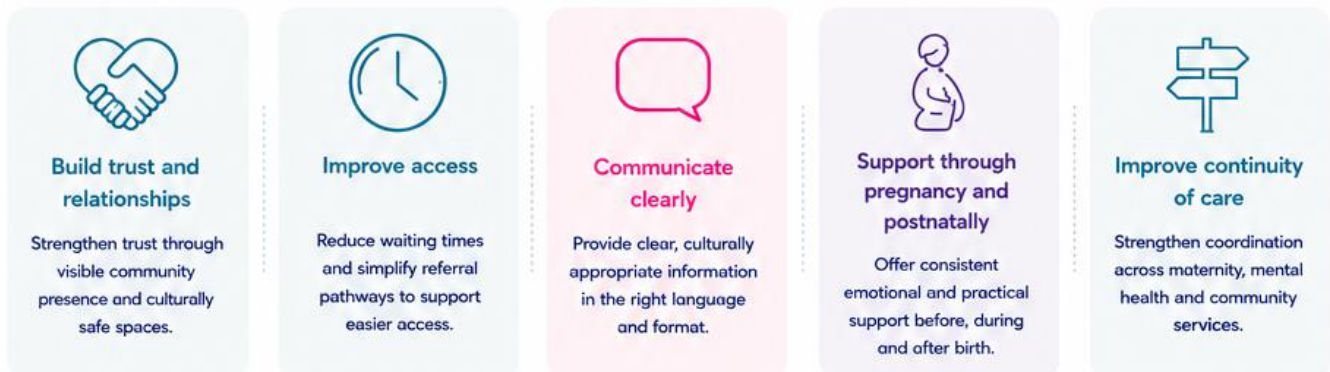 Build trust and
relationships
Strengthen trust through
visible community
presence and culturally
safe spaces.
Improve access
Reduce waiting times
and simplify referral
pathways to support
easier access.
Communicate
clearly
Provide clear, culturally
appropriate information
in the right language
and format.
Support through
pregnancy and
postnatally
Offer consistent
emotional and practical
support before, during
and after birth.
Improve continuity
of care
Strengthen coordination
across maternity, mental
health and community
services.